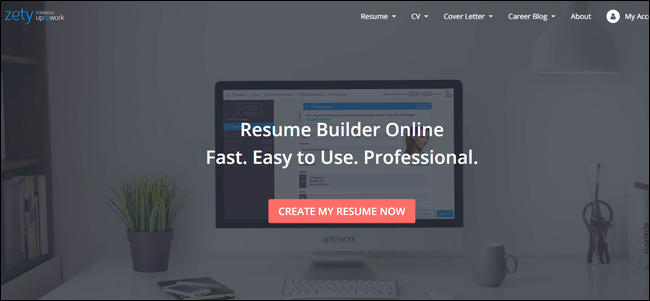 zety FORMERLY uptowork
Resume CV Cover Letter Career Blog About My Acc
Resume Builder Online
Fast. Easy to Use. Professional.
CREATE MY RESUME NOW
uptowork